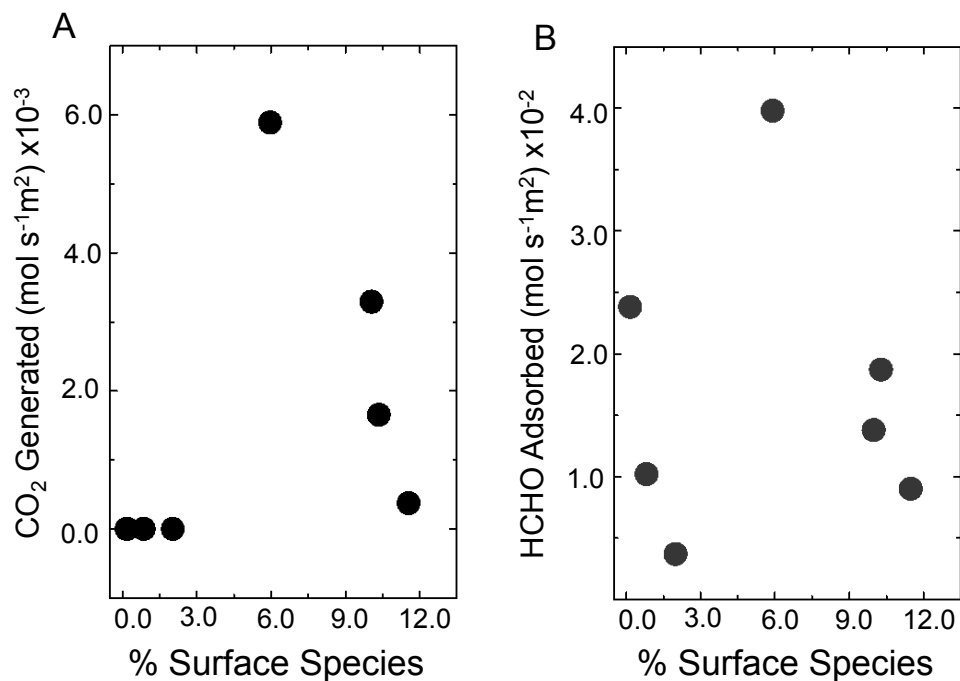 A
CO₂ Generated (mol s⁻¹m²) x10⁻³
6.0
4.0
2.0
0.0
0.0 3.0 6.0 9.0 12.0
% Surface Species
B
HCHO Adsorbed (mol s⁻¹m²) x10⁻²
4.0
3.0
2.0
1.0
0.0 3.0 6.0 9.0 12.0
% Surface Species